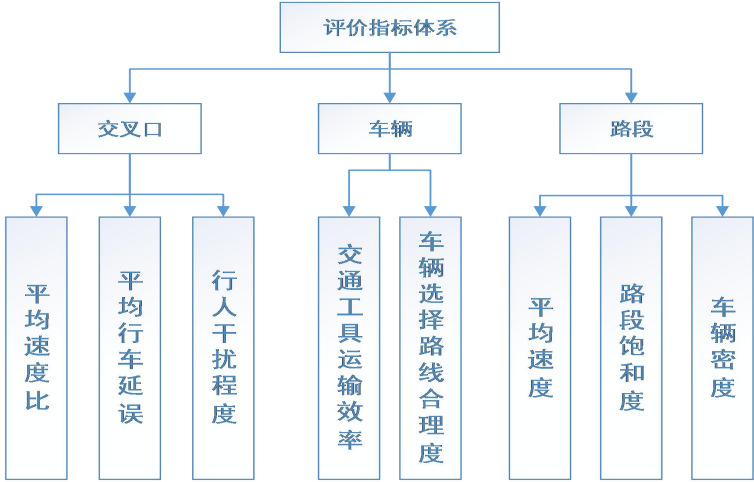 评价指标体系
交叉口
车辆
路段
平均速度比
平均行车延误
行人干扰程度
交通工具运输效率
车辆选择路线合理度
平均速度
路段饱和度
车辆密度